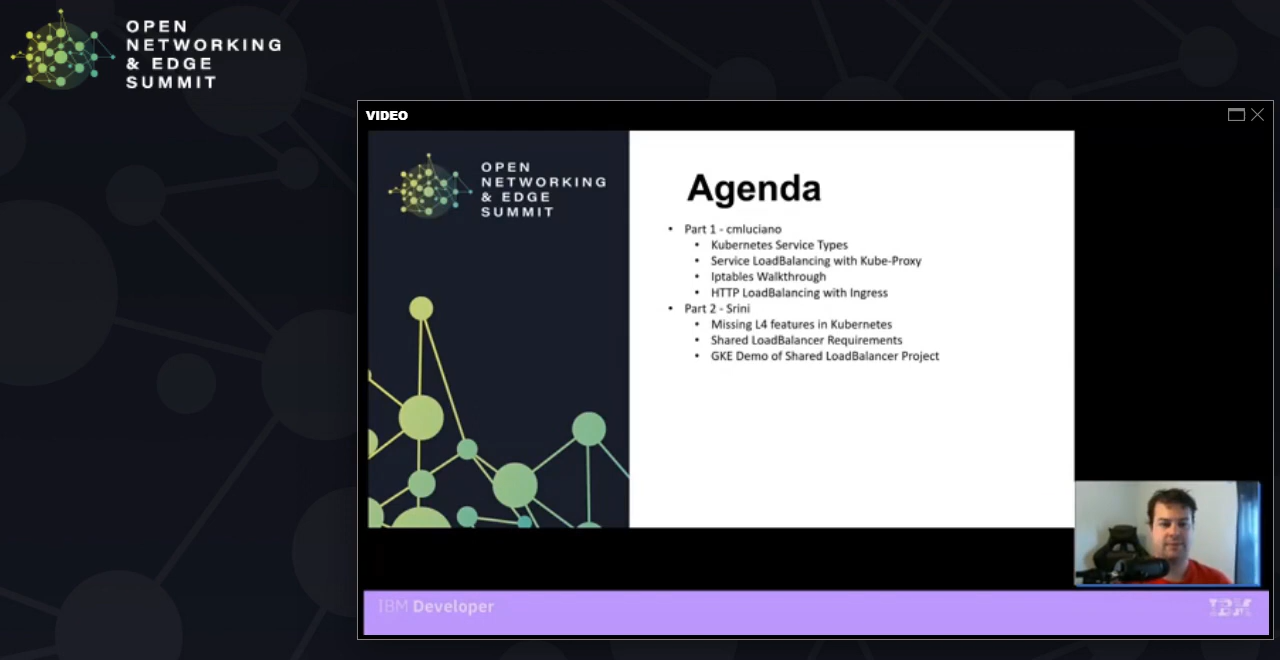 OPEN
NETWORKING
& EDGE
SUMMIT
VIDEO
OPEN
NETWORKING
& EDGE
SUMMIT
Agenda
• Part 1 - cmluciano
• Kubernetes Service Types
• Service LoadBalancing with Kube-Proxy
• Iptables Walkthrough
• HTTP LoadBalancing with Ingress
• Part 2 - Srini
• Missing L4 features in Kubernetes
• Shared LoadBalancer Requirements
• GKE Demo of Shared LoadBalancer Project
IBM Developer
IBM